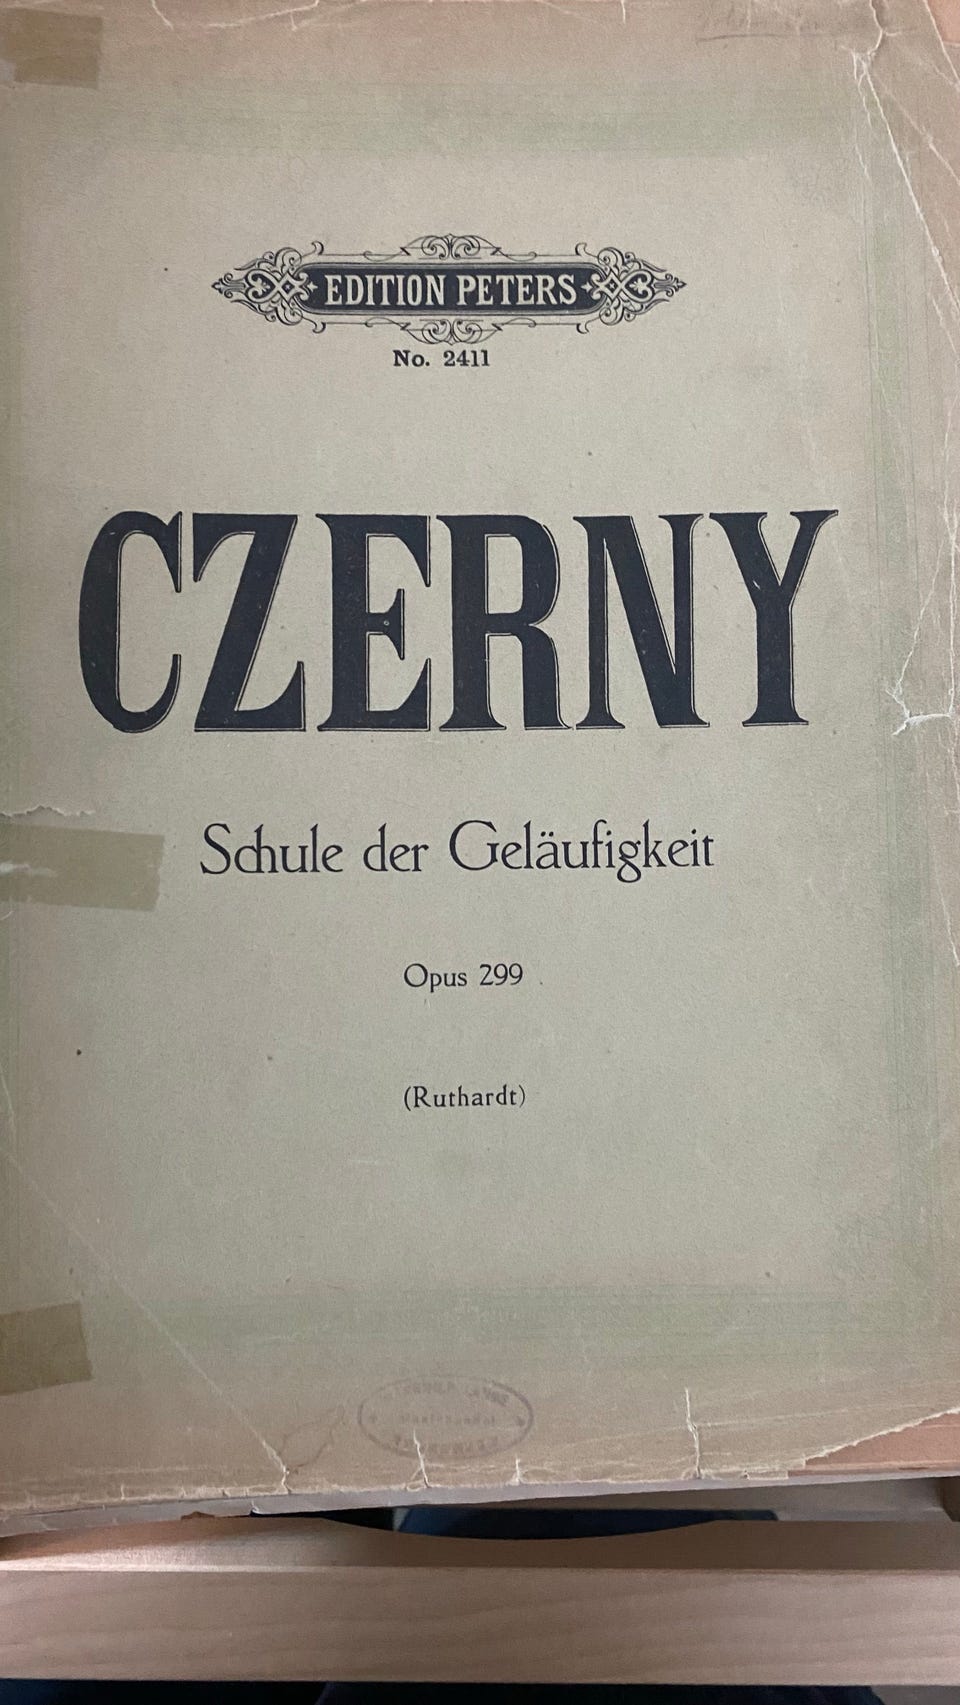 EDITION PETERS
No. 2411
CZERNY
Schule der Geläufigkeit
Opus 299
(Ruthardt)